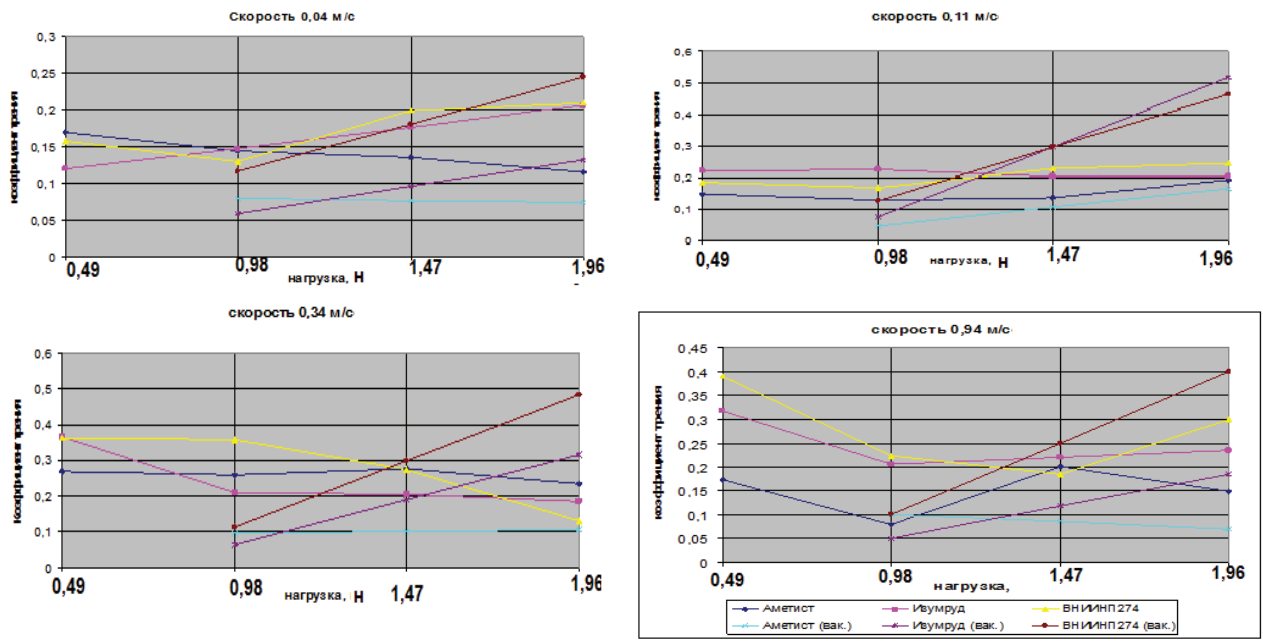 Скорость 0,04 м/с
коэффициент трения
0,3
0,25
0,2
0,15
0,1
0,05
0
0,49
0,98
1,47
1,96
нагрузка, Н
скорость 0,11 м/с
коэффициент трения
0,6
0,5
0,4
0,3
0,2
0,1
0
0,49
0,98
1,47
1,96
нагрузка, Н
скорость 0,34 м/с
коэффициент трения
0,6
0,5
0,4
0,3
0,2
0,1
0
0,49
0,98
1,47
1,96
нагрузка, Н
скорость 0,94 м/с
коэффициент трения
0,45
0,4
0,35
0,3
0,25
0,2
0,15
0,1
0,05
0
0,49
0,98
1,47
1,96
нагрузка,
Аметист
Изумруд
ВНИИНП274
Аметист (вак.)
Изумруд (вак.)
ВНИИНП274 (вак.)